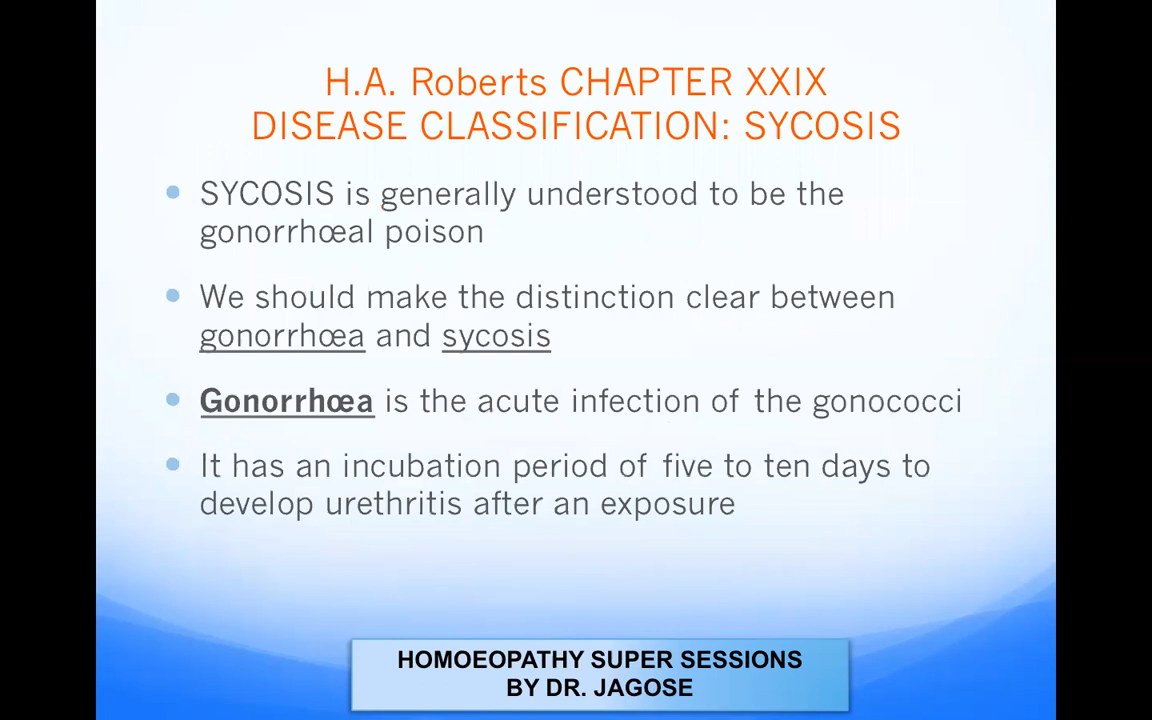 H.A. Roberts CHAPTER XXIX
DISEASE CLASSIFICATION: SYCOSIS
• SYCOSIS is generally understood to be the
gonorrhœal poison
• We should make the distinction clear between
gonorrhœa and sycosis
• Gonorrhœa is the acute infection of the gonococci
• It has an incubation period of five to ten days to
develop urethritis after an exposure
HOMOEOPATHY SUPER SESSIONS
BY DR. JAGOSE